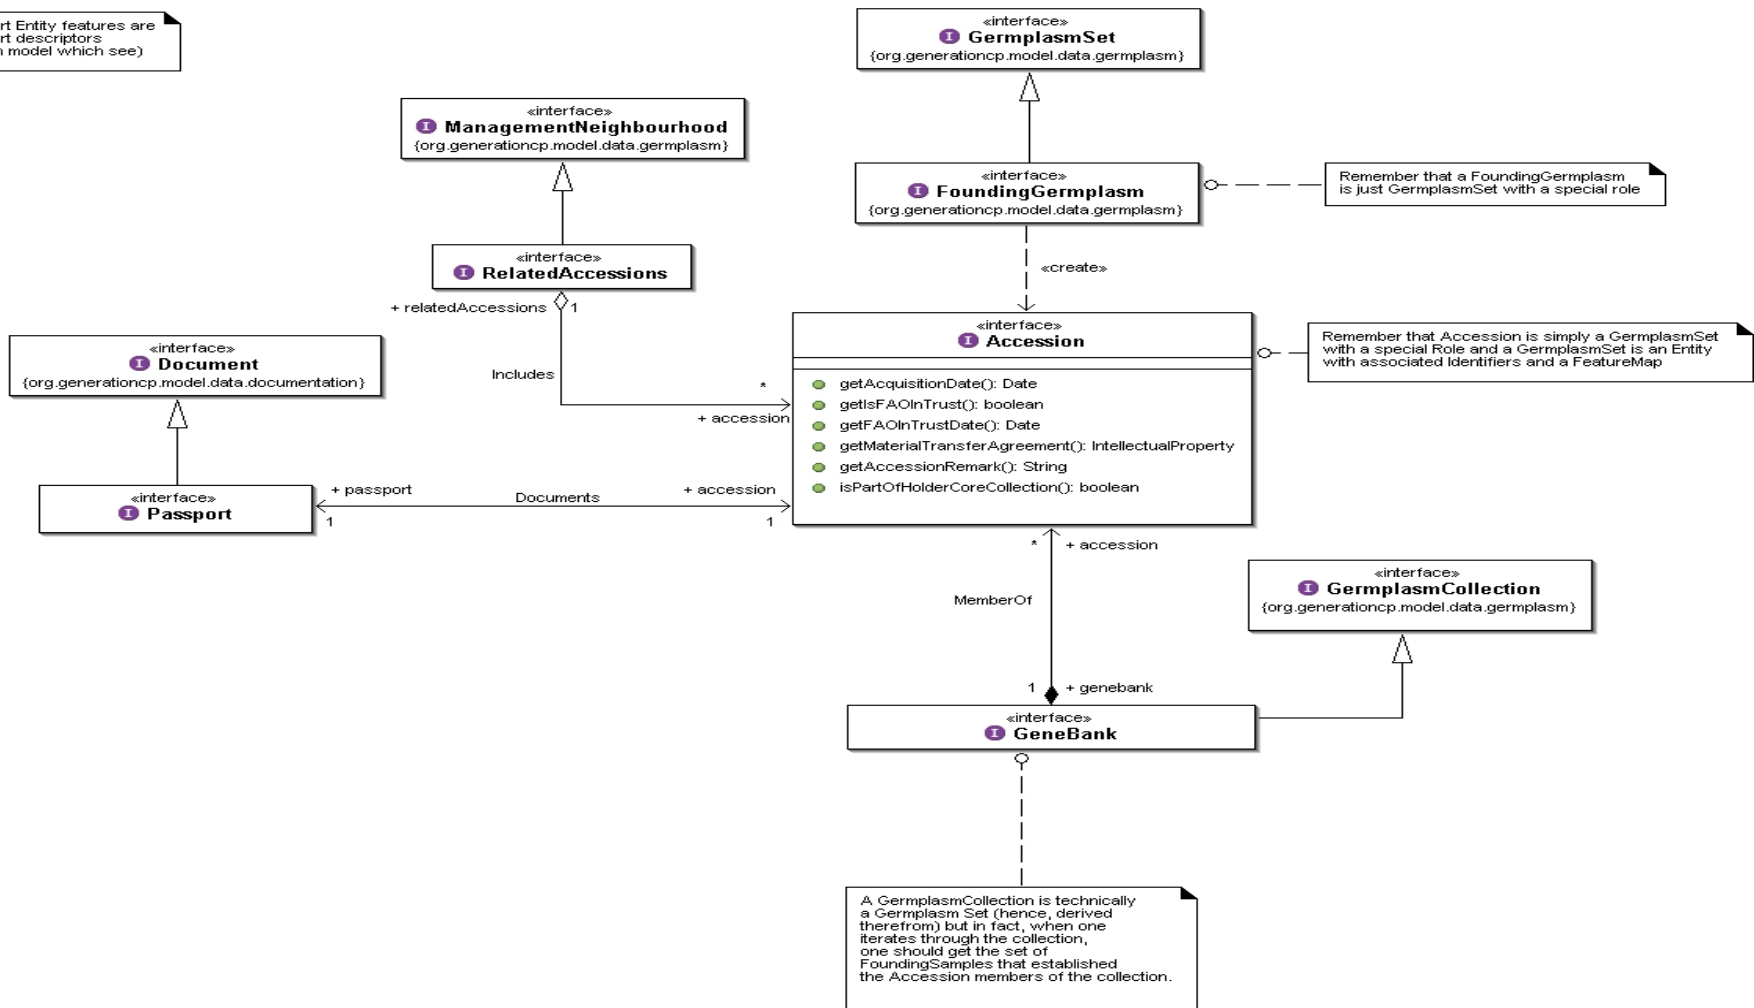 rt Entity features are
rt descriptors
n model which see)
«interface»
I GermplasmSet
{org.generationcp.model.data.germplasm}
«interface»
I ManagementNeighbourhood
{org.generationcp.model.data.germplasm}
«interface»
I FoundingGermplasm
{org.generationcp.model.data.germplasm}
Remember that a FoundingGermplasm
is just GermplasmSet with a special role
«interface»
I RelatedAccessions
«create»
+ relatedAccessions 1
«interface»
I Document
{org.generationcp.model.data.documentation}
«interface»
I Accession
Remember that Accession is simply a GermplasmSet
with a special Role and a GermplasmSet is an Entity
with associated Identifiers and a FeatureMap
Includes
*
+ accession
getAcquisitionDate(): Date
getIsFAOInTrust(): boolean
getFAOInTrustDate(): Date
getMaterialTransferAgreement(): IntellectualProperty
getAccessionRemark(): String
isPartOfHolderCoreCollection(): boolean
«interface»
I Passport
+ passport
1
Documents
+ accession
1
* + accession
MemberOf
«interface»
I GermplasmCollection
{org.generationcp.model.data.germplasm}
1 + genebank
«interface»
I GeneBank
A GermplasmCollection is technically
a Germplasm Set (hence, derived
therefrom) but in fact, when one
iterates through the collection,
one should get the set of
FoundingSamples that established
the Accession members of the collection.